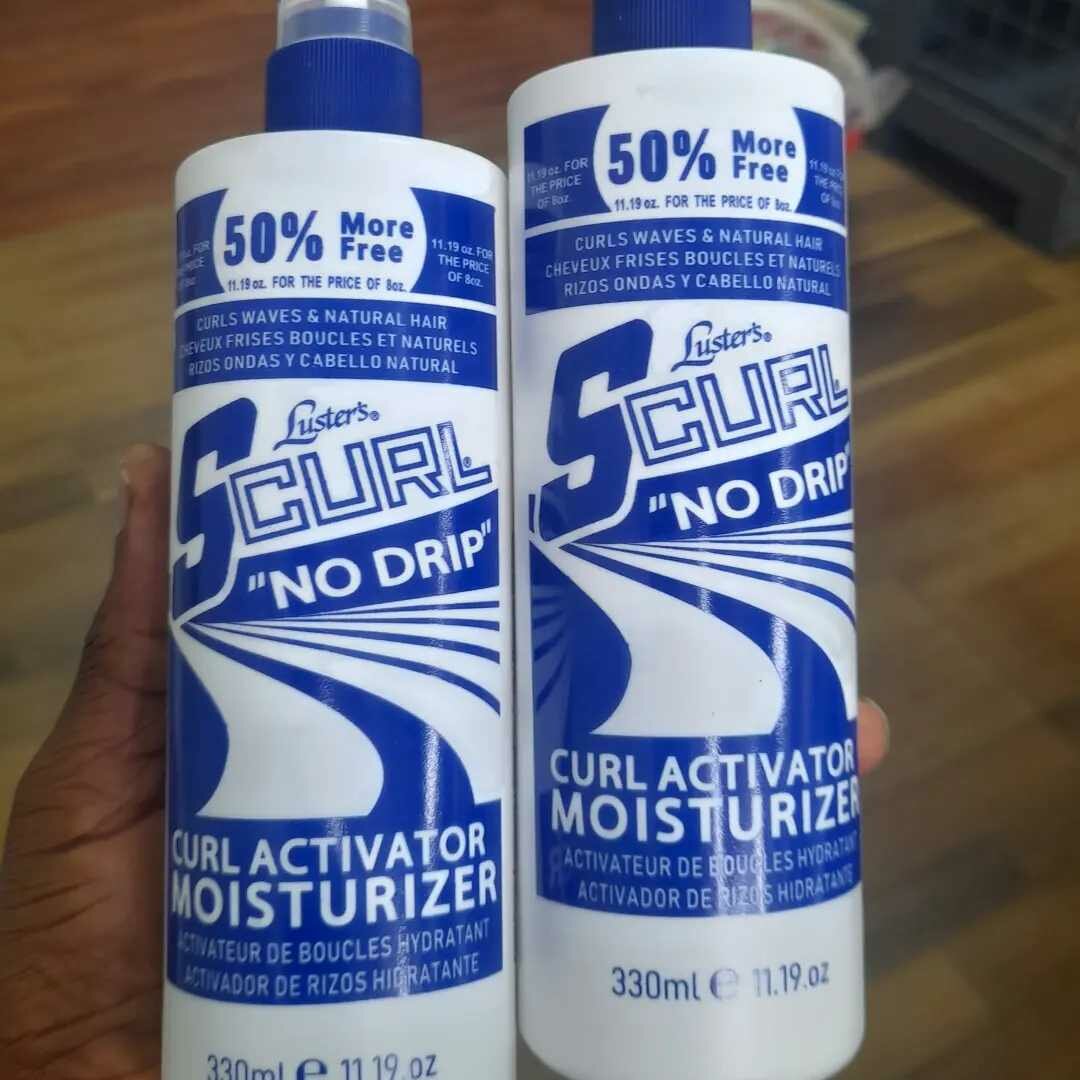 50% More Free
11.19 oz. FOR THE PRICE OF 8oz.
11.19 oz. FOR
THE PRICE
OF 8oz.
CURLS WAVES & NATURAL HAIR
CHEVEUX FRISES BOUCLES ET NATURELS
RIZOS ONDAS Y CABELLO NATURAL
Luster's®
SCURL®
"NO DRIP"
CURL ACTIVATOR
MOISTURIZER
ACTIVATEUR DE BOUCLES HYDRATANT
ACTIVADOR DE RIZOS HIDRATANTE
330ml e 11.19.oz
11.19 oz. FOR
THE PRICE
OF 8oz.
50% More Free
11.19 oz. FOR THE PRICE OF 8oz.
CURLS WAVES & NATURAL HAIR
CHEVEUX FRISES BOUCLES ET NATURELS
RIZOS ONDAS Y CABELLO NATURAL
Luster's®
SCURL
"NO DRIP"
CURL ACTIVATOR
MOISTURIZER
ACTIVATEUR DE BOUCLES HYDRATANT
ACTIVADOR DE RIZOS HIDRATANTE
330ml e 11.19.oz